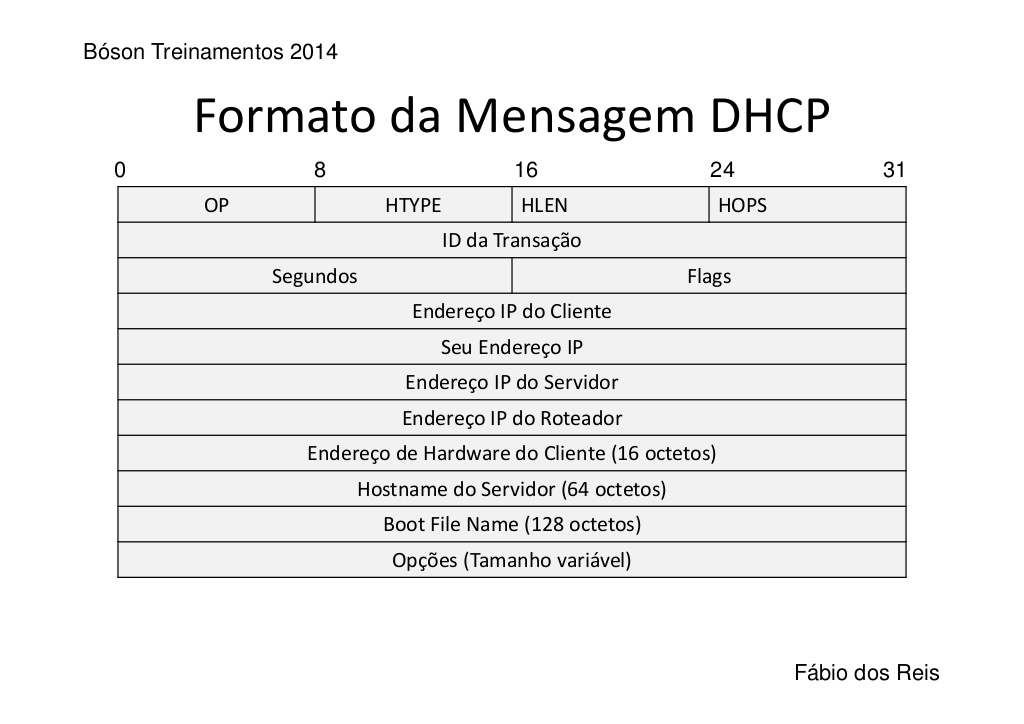 Bóson Treinamentos 2014
Formato da Mensagem DHCP
0 8 16 24 31
OP HTYPE HLEN HOPS
ID da Transação
Segundos Flags
Endereço IP do Cliente
Seu Endereço IP
Endereço IP do Servidor
Endereço IP do Roteador
Endereço de Hardware do Cliente (16 octetos)
Hostname do Servidor (64 octetos)
Boot File Name (128 octetos)
Opções (Tamanho variável)
Fábio dos Reis